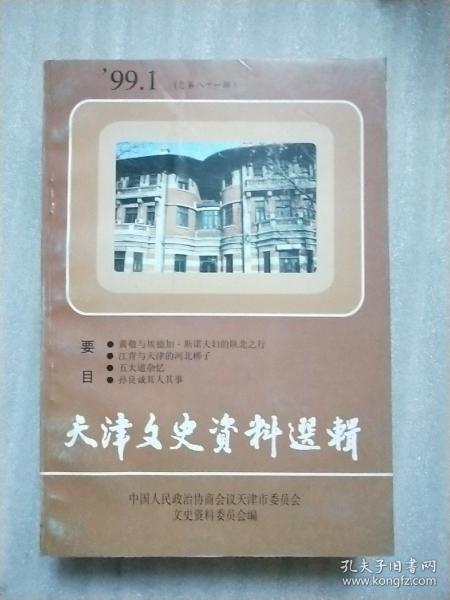 '99.1 (总第八十一辑)
要目
● 黄敬与埃德加·斯诺夫妇的陕北之行
● 江青与天津的河北梆子
● 五大道杂忆
● 孙良诚其人其事
天津文史資料選輯
中国人民政治协商会议天津市委员会
文史资料委员会编
孔夫子旧书网
www.kongfz.com